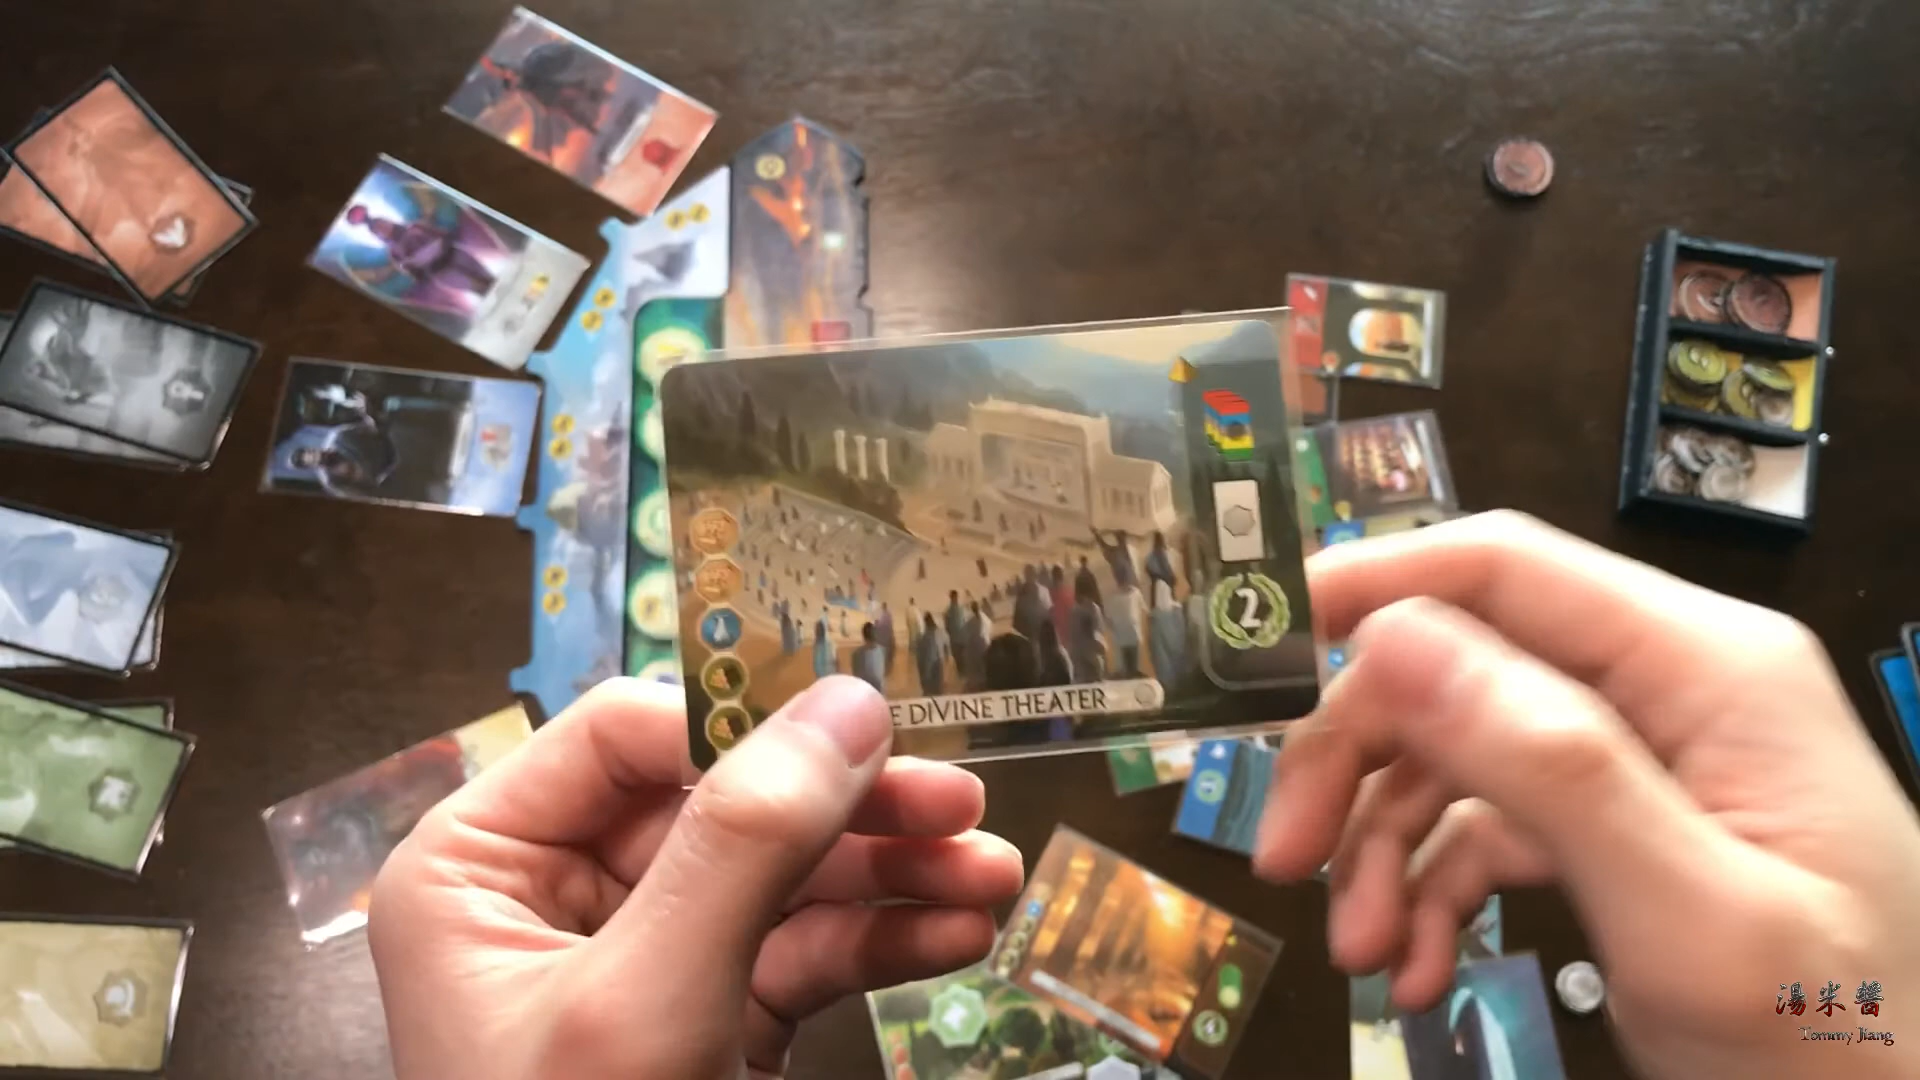 E DIVINE THEATER
2
湯米醬
Tommy Jiang